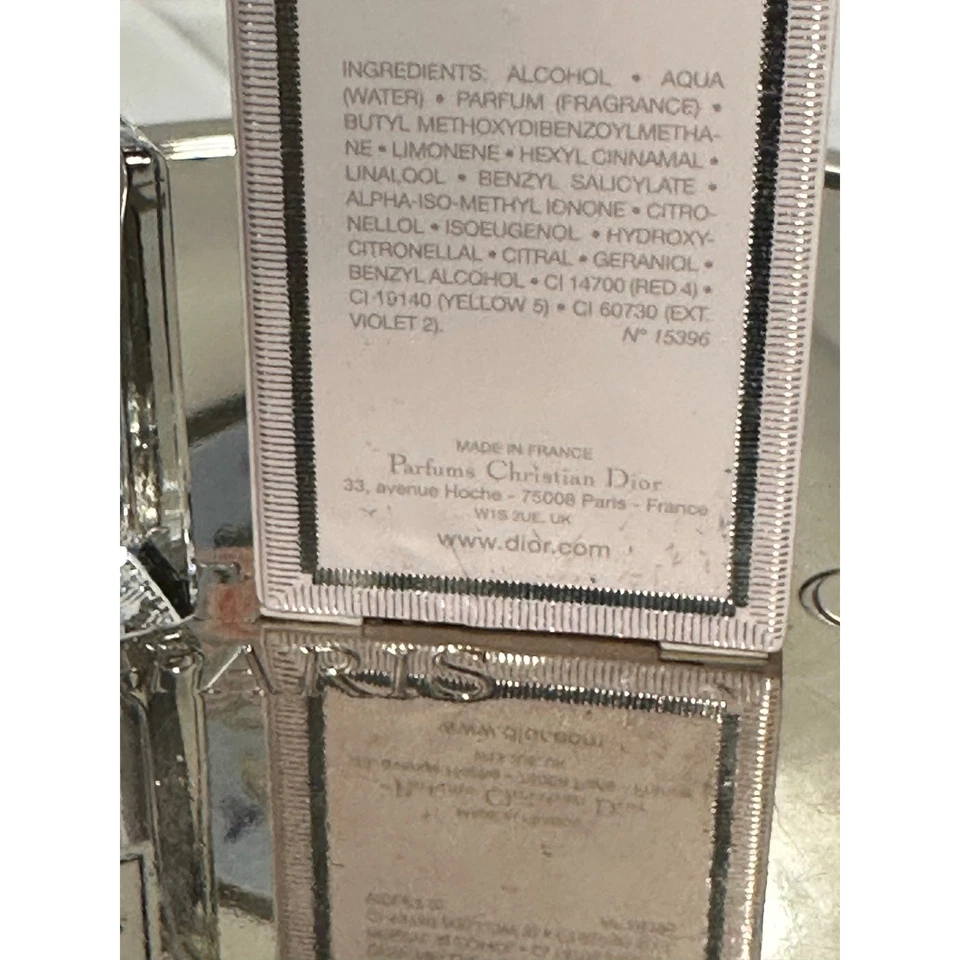 INGREDIENTS: ALCOHOL • AQUA
(WATER) • PARFUM (FRAGRANCE) •
BUTYL METHOXYDIBENZOYLMETHA-
NE • LIMONENE • HEXYL CINNAMAL •
LINALOOL • BENZYL SALICYLATE •
ALPHA-ISO-METHYL IONONE • CITRO-
NELLOL • ISOEUGENOL • HYDROXY-
CITRONELLAL • CITRAL • GERANIOL •
BENZYL ALCOHOL • CI 14700 (RED 4) •
CI 19140 (YELLOW 5) • CI 60730 (EXT.
VIOLET 2). N° 15396
MADE IN FRANCE
Parfums Christian Dior
33, avenue Hoche - 75008 Paris - France
W1S 2UE, UK
www.dior.com
PARIS